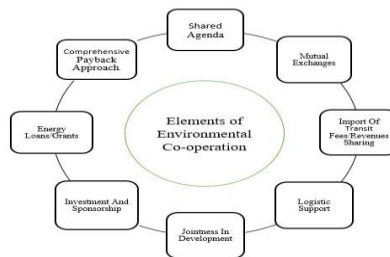 Shared
Agenda
Comprehensive
Payback
Approach
Mutual
Exchanges
Elements of
Environmental
Co-operation
Energy
Loans/Grants
Import Of
Transit
Fees/Revenues
Sharing
Investment And
Sponsorship
Logistic
Support
Jointness In
Development